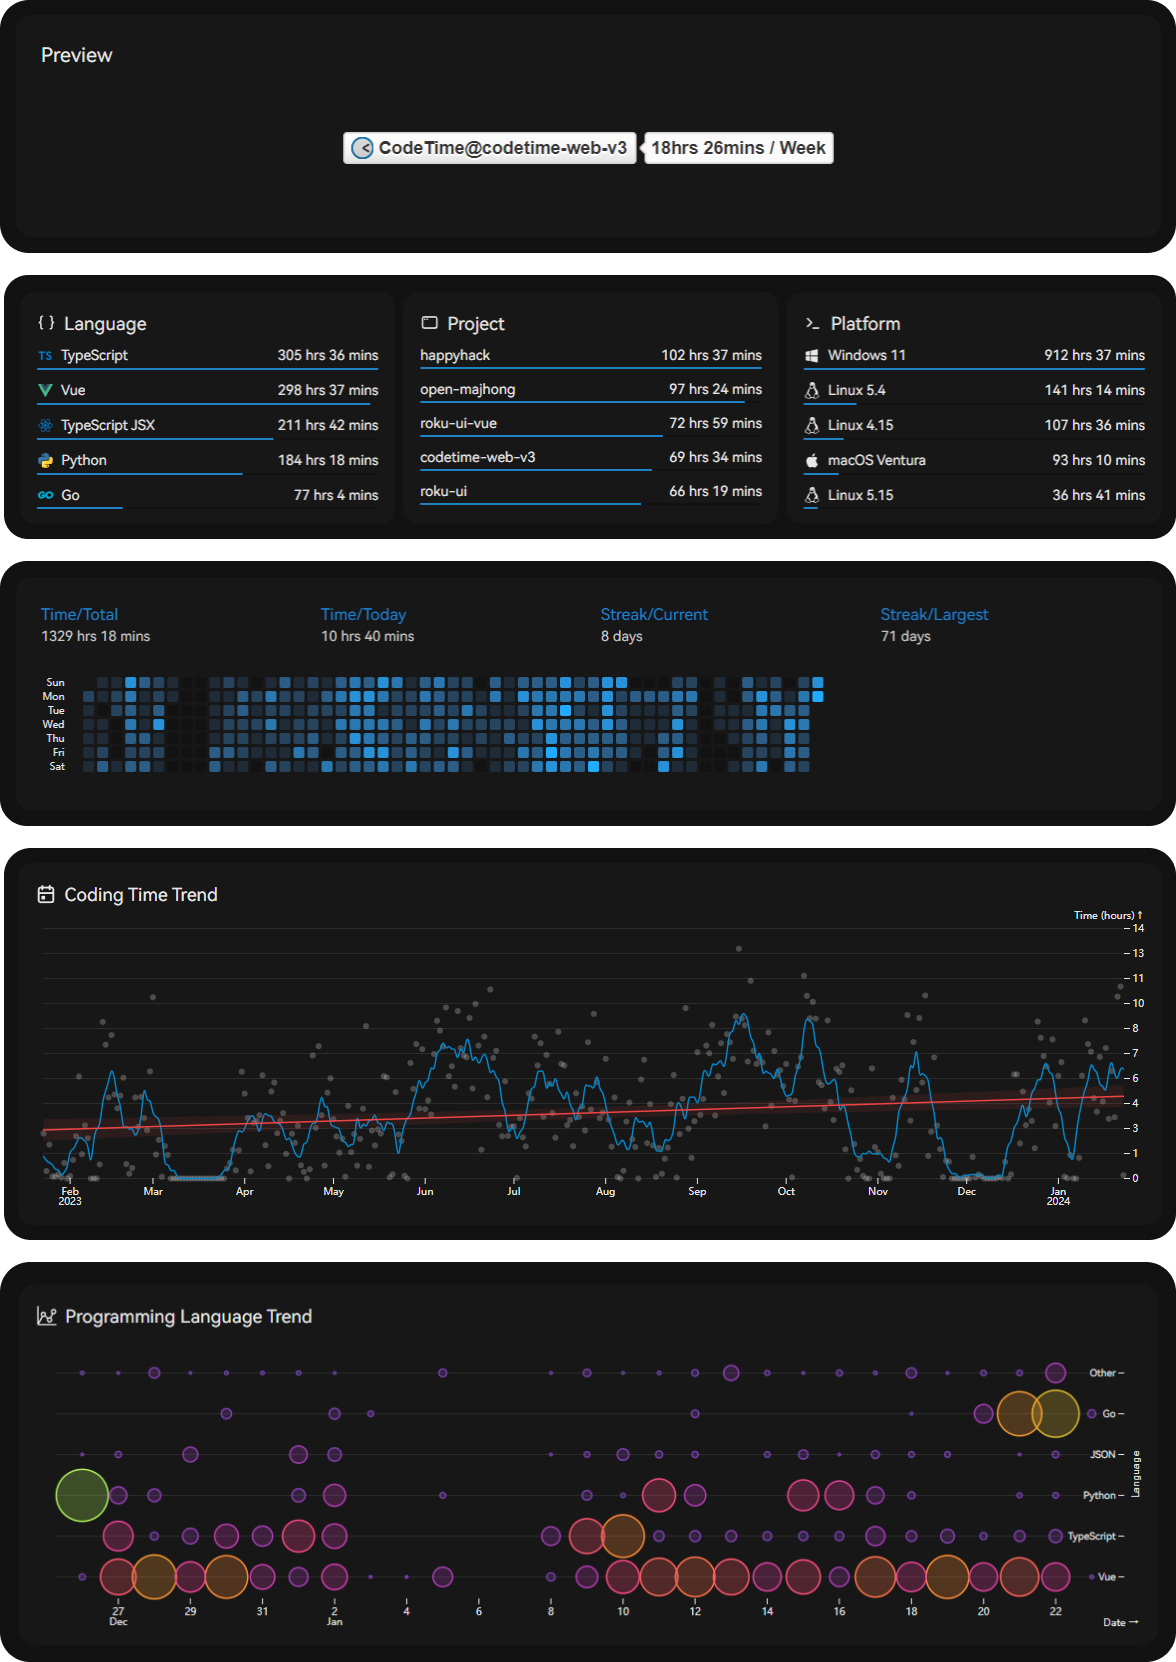 Preview
CodeTime@codetime-web-v3 18hrs 26mins / Week
Language
TS TypeScript 305 hrs 36 mins
Vue 298 hrs 37 mins
TypeScript JSX 211 hrs 42 mins
Python 184 hrs 18 mins
GO Go 77 hrs 4 mins
Project
happyhack 102 hrs 37 mins
open-majhong 97 hrs 24 mins
roku-ui-vue 72 hrs 59 mins
codetime-web-v3 69 hrs 34 mins
roku-ui 66 hrs 19 mins
Platform
Windows 11 912 hrs 37 mins
Linux 5.4 141 hrs 14 mins
Linux 4.15 107 hrs 36 mins
macOS Ventura 93 hrs 10 mins
Linux 5.15 36 hrs 41 mins
Time/Total Time/Today Streak/Current Streak/Largest
1329 hrs 18 mins 10 hrs 40 mins 8 days 71 days
Sun
Mon
Tue
Wed
Thu
Fri
Sat
Coding Time Trend
Time (hours) ↑
14
13
11
10
8
7
6
4
3
1
0
Feb Mar Apr May Jun Jul Aug Sep Oct Nov Dec Jan
2023 2024
Programming Language Trend
Other
Go
JSON
Python
TypeScript
Vue
Language
27 29 31 2 4 6 8 10 12 14 16 18 20 22
Dec Jan
Date →